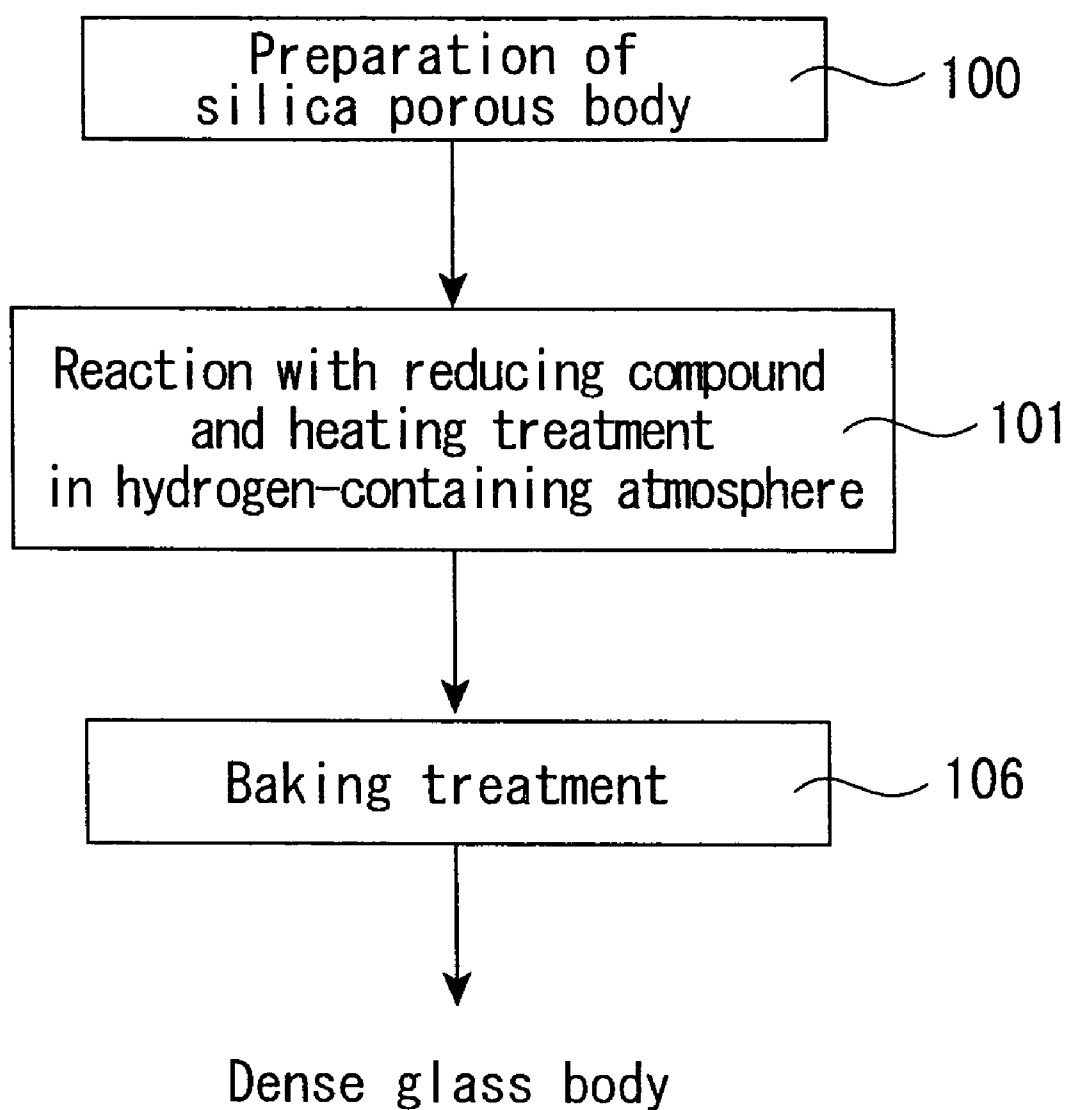 Preparation of
silica porous body
100
Reaction with reducing compound
and heating treatment
in hydrogen-containing atmosphere
101
Baking treatment
106
Dense glass body